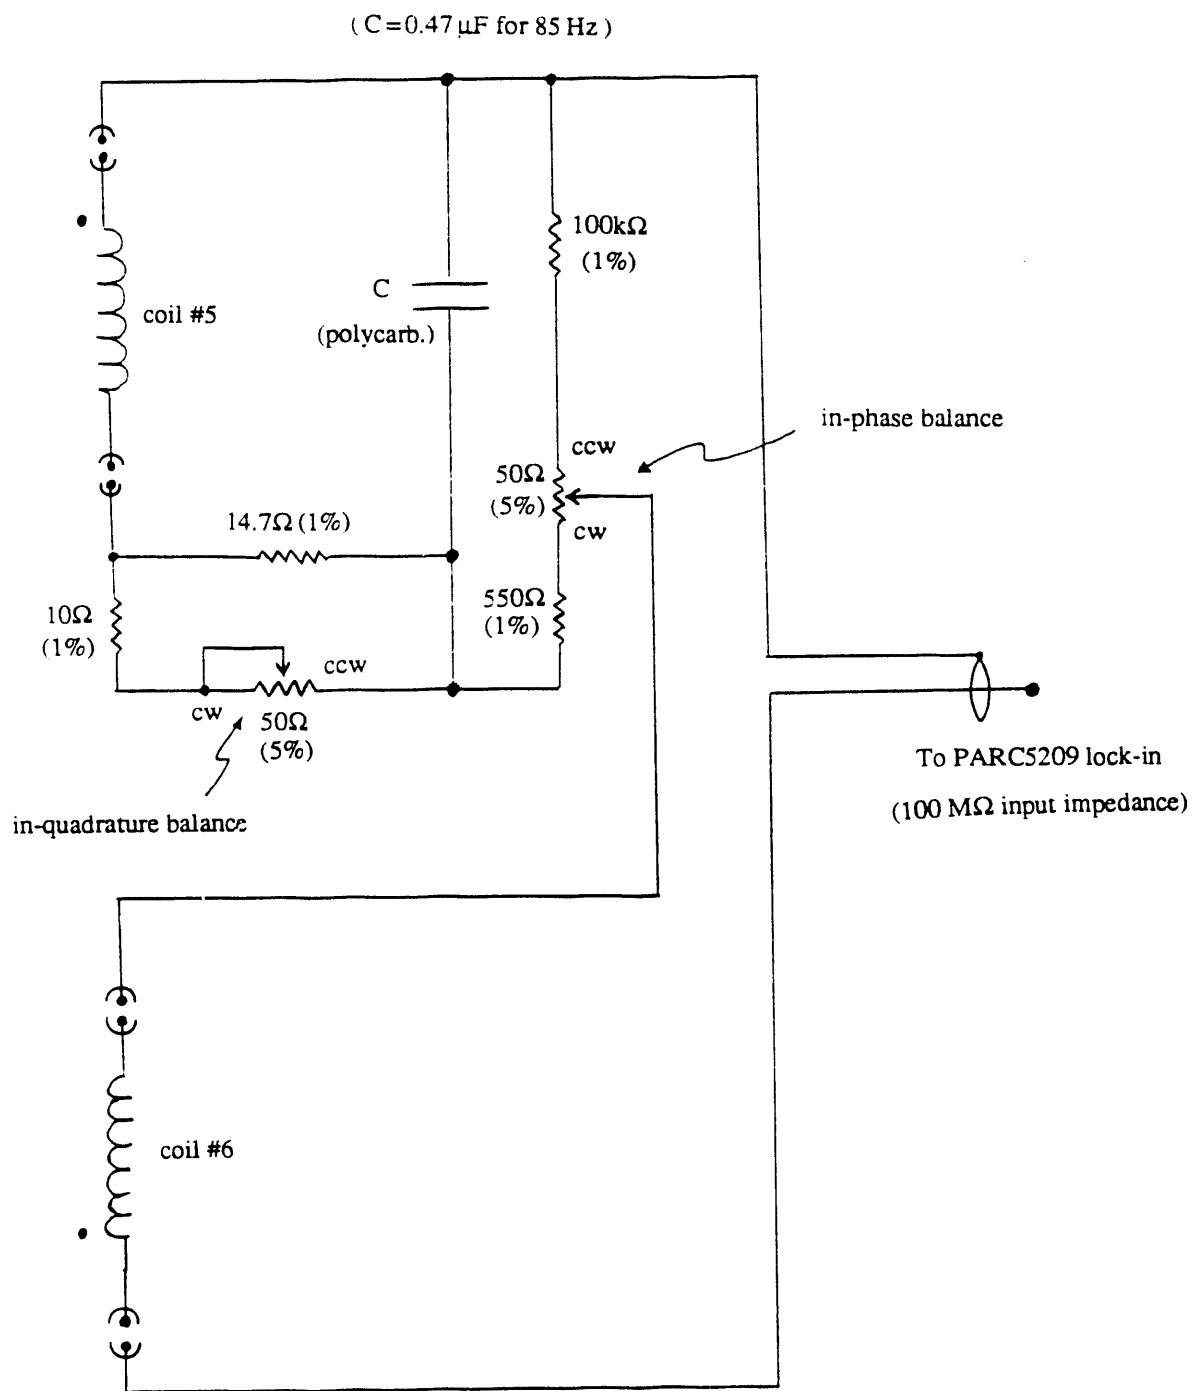 ( C=0.47 µF for 85 Hz )
100kΩ
(1%)
C
(polycarb.)
coil #5
in-phase balance
ccw
50Ω
(5%)
cw
14.7Ω (1%)
10Ω
(1%)
550Ω
(1%)
ccw
cw
50Ω
(5%)
in-quadrature balance
To PARC5209 lock-in
(100 MΩ input impedance)
coil #6